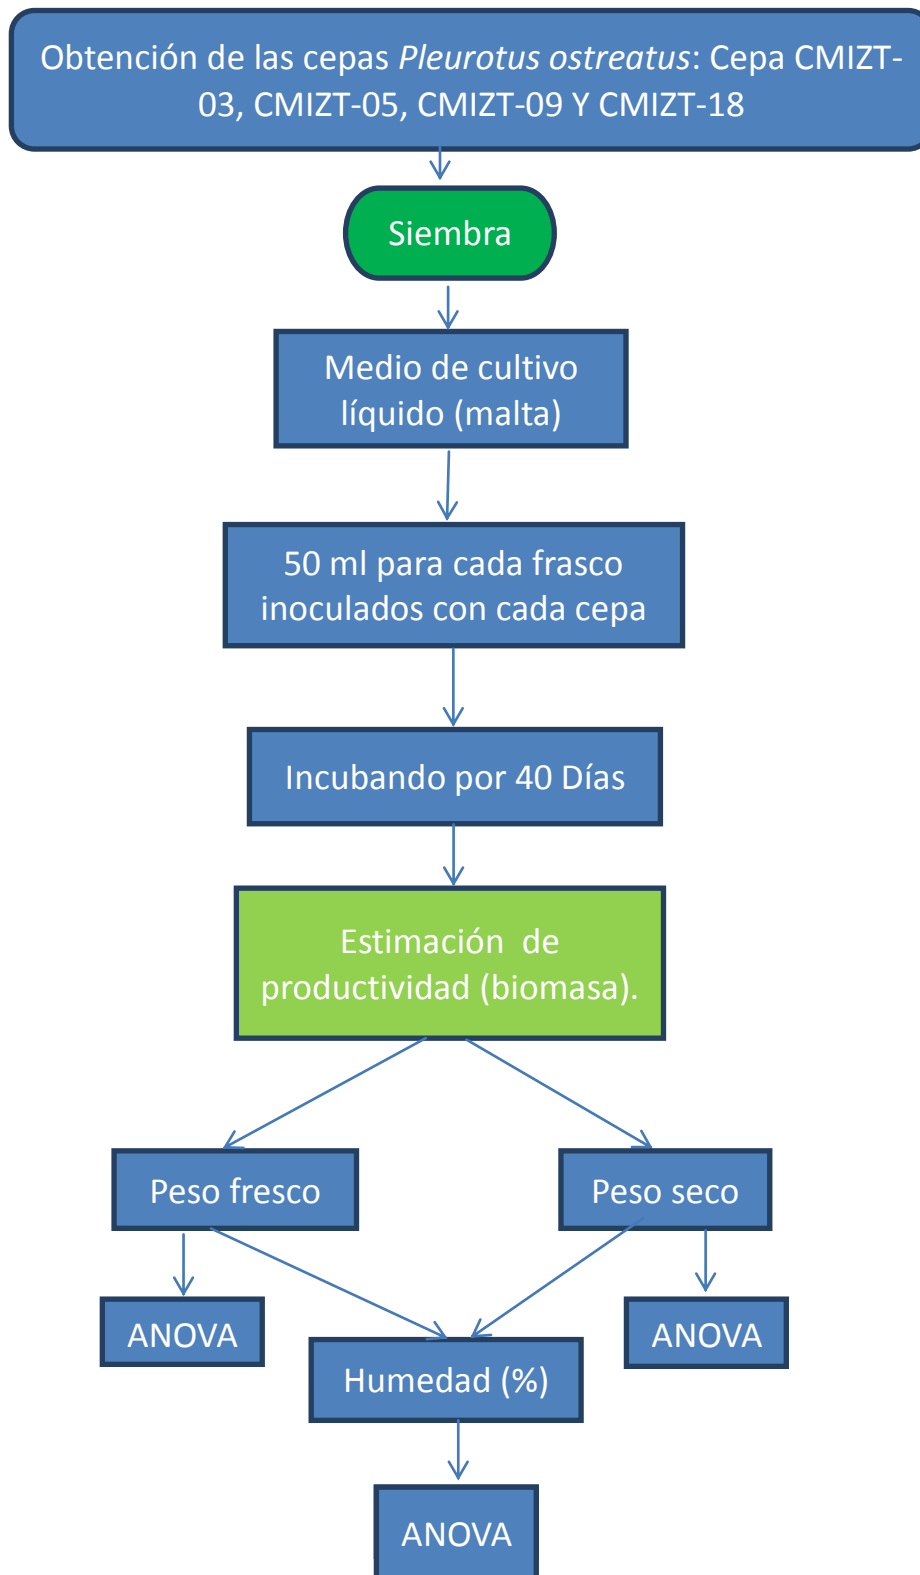 Obtención de las cepas Pleurotus ostreatus: Cepa CMIZT-
03, CMIZT-05, CMIZT-09 Y CMIZT-18
Siembra
Medio de cultivo
líquido (malta)
50 ml para cada frasco
inoculados con cada cepa
Incubando por 40 Días
Estimación de
productividad (biomasa).
Peso fresco
Peso seco
ANOVA
ANOVA
Humedad (%)
ANOVA